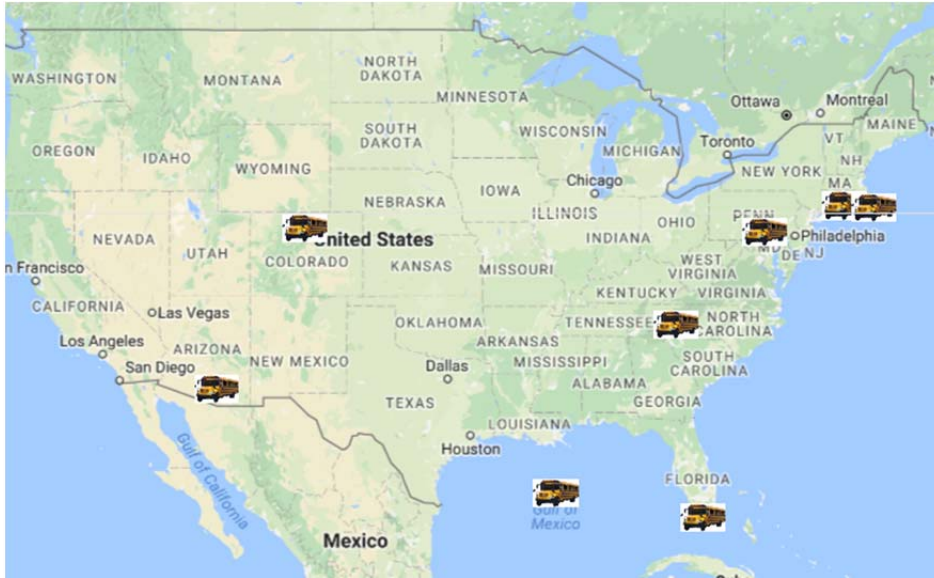 WASHINGTON
MONTANA
NORTH
DAKOTA
MINNESOTA
Ottawa
Montreal
MAINE
OREGON
IDAHO
SOUTH
DAKOTA
WISCONSIN
MICHIGAN
Toronto
VT
NH
WYOMING
NEW YORK
MA
Chicago
IOWA
NEBRASKA
ILLINOIS
OHIO
PENN
NEVADA
UTAH
United States
INDIANA
Philadelphia
COLORADO
KANSAS
MISSOURI
WEST
VIRGINIA
MD
DE
NJ
n Francisco
KENTUCKY
VIRGINIA
CALIFORNIA
Las Vegas
OKLAHOMA
TENNESSEE
NORTH
CAROLINA
Los Angeles
ARIZONA
NEW MEXICO
ARKANSAS
San Diego
Dallas
MISSISSIPPI
SOUTH
CAROLINA
ALABAMA
TEXAS
GEORGIA
LOUISIANA
Houston
Gulf of California
FLORIDA
Gulf of
Mexico
Mexico